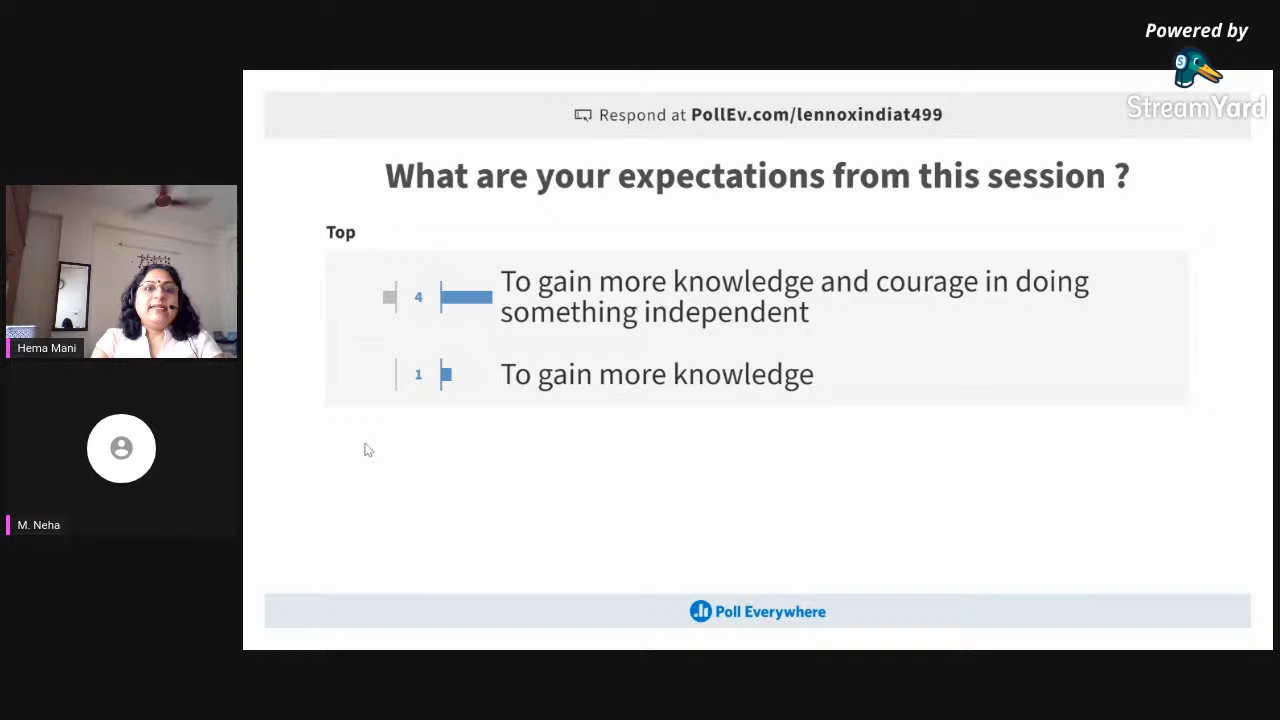 Powered by
StreamYard
Respond at PollEv.com/lennoxindiat499
What are your expectations from this session ?
Top
4
To gain more knowledge and courage in doing
something independent
1
To gain more knowledge
Hema Mani
M. Neha
Poll Everywhere